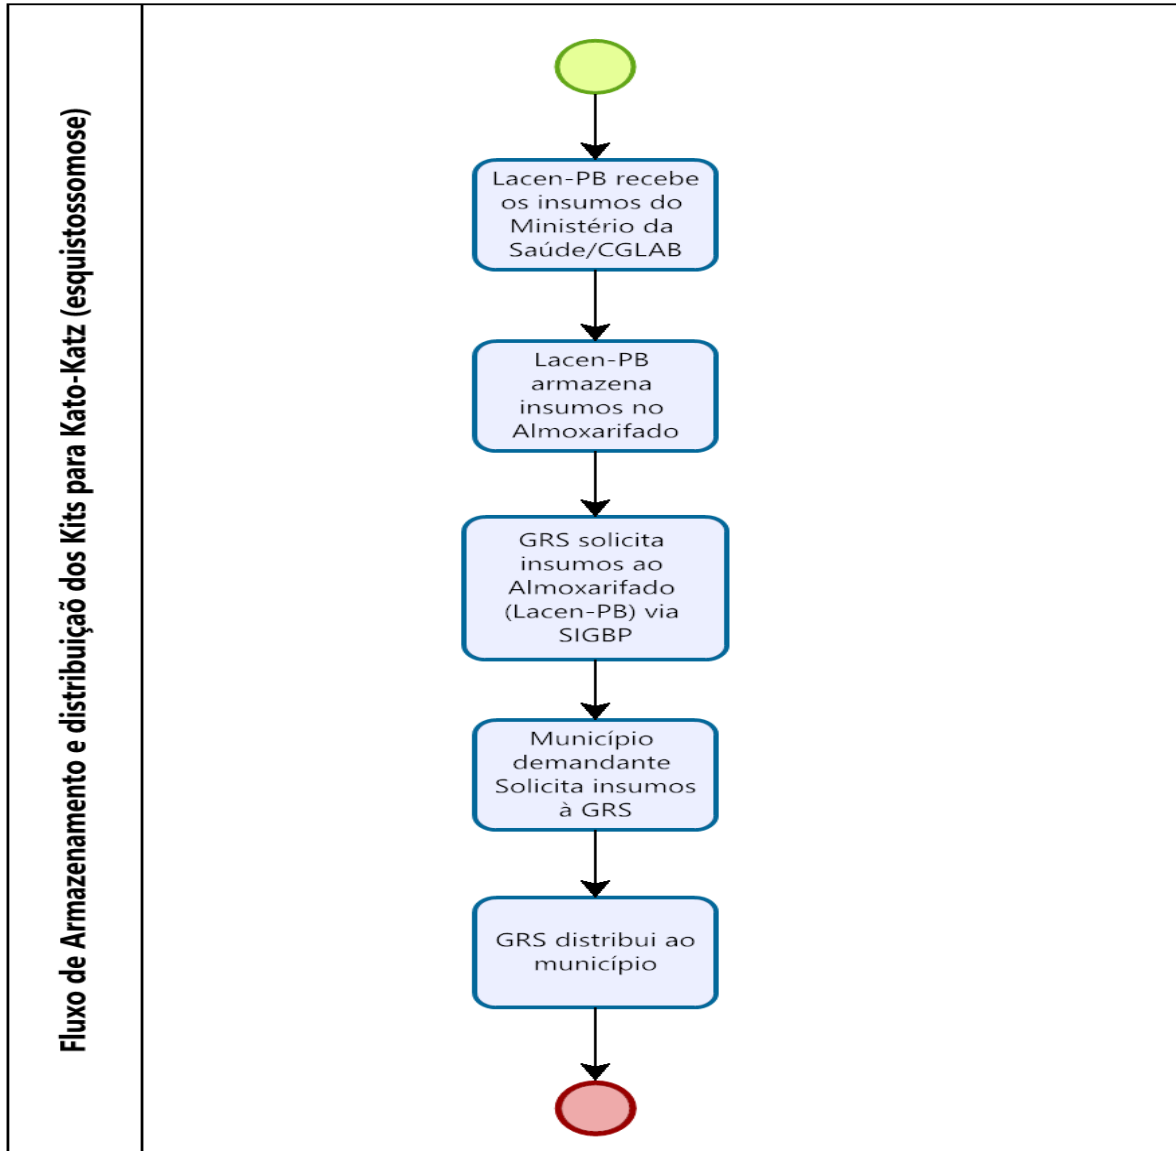 Fluxo de Armazenamento e distribuiçaõ dos Kits para Kato-Katz (esquistossomose)
Lacen-PB recebe
os insumos do
Ministério da
Saúde/CGLAB
Lacen-PB
armazena
insumos no
Almoxarifado
GRS solicita
insumos ao
Almoxarifado
(Lacen-PB) via
SIGBP
Município
demandante
Solicita insumos
à GRS
GRS distribui ao
município